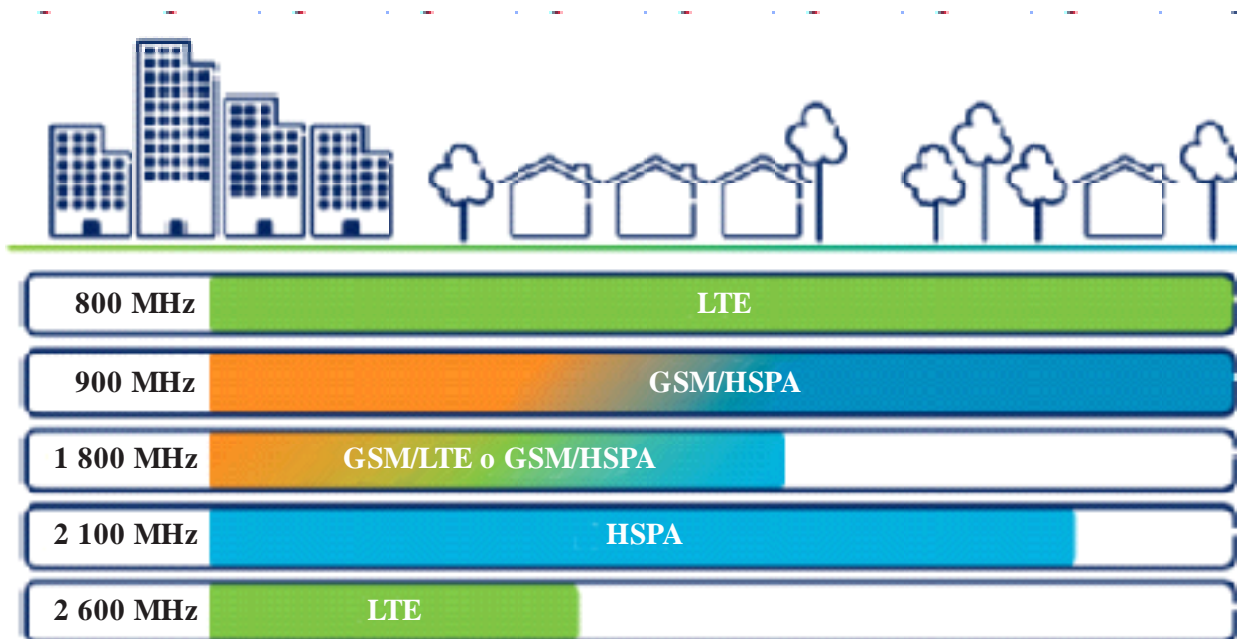 800 MHz LTE
900 MHz GSM/HSPA
1 800 MHz GSM/LTE o GSM/HSPA
2 100 MHz HSPA
2 600 MHz LTE